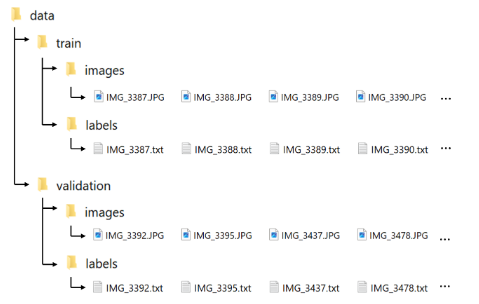 data
train
images
IMG_3387.JPG IMG_3388.JPG IMG_3389.JPG IMG_3390.JPG ...
labels
IMG_3387.txt IMG_3388.txt IMG_3389.txt IMG_3390.txt ...
validation
images
IMG_3392.JPG IMG_3395.JPG IMG_3437.JPG IMG_3478.JPG ...
labels
IMG_3392.txt IMG_3395.txt IMG_3437.txt IMG_3478.txt ...